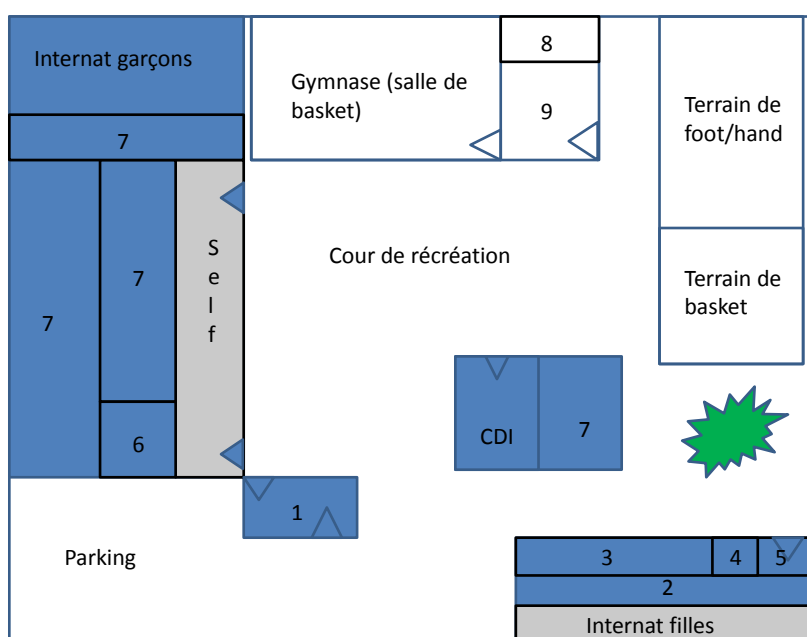 Internat garçons
8
Gymnase (salle de
basket)
9
Terrain de
foot/hand
7
Self
7
7
Cour de récréation
Terrain de
basket
6
CDI
7
1
Parking
3
4
5
2
Internat filles